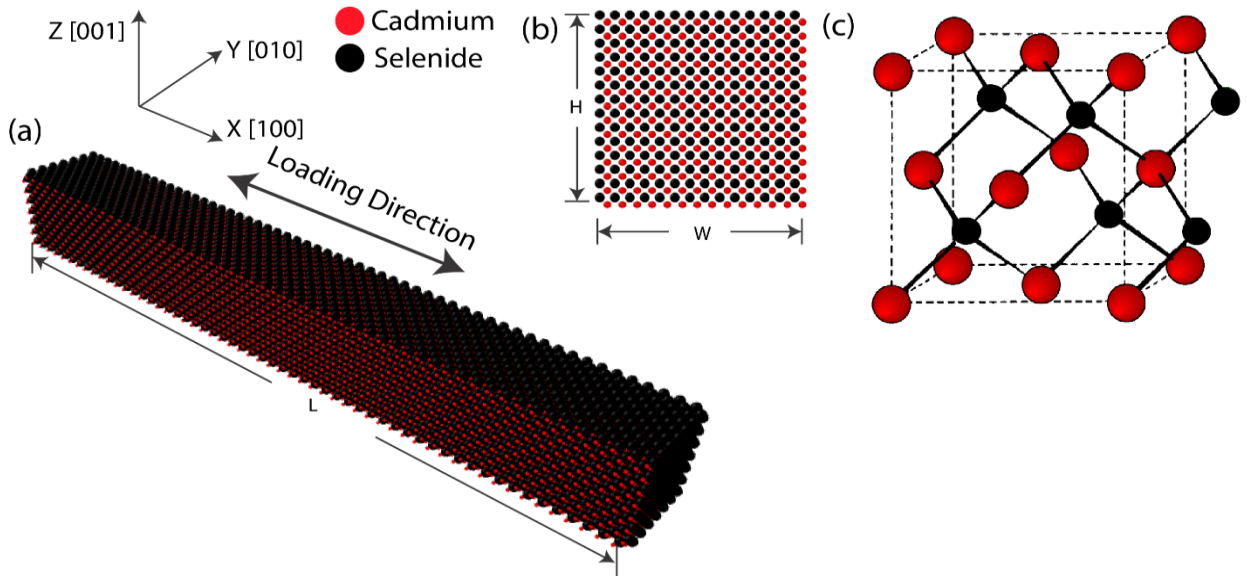 Z [001]
Y [010]
X [100]
Cadmium
Selenide
(a)
Loading Direction
L
(b)
H
W
(c)